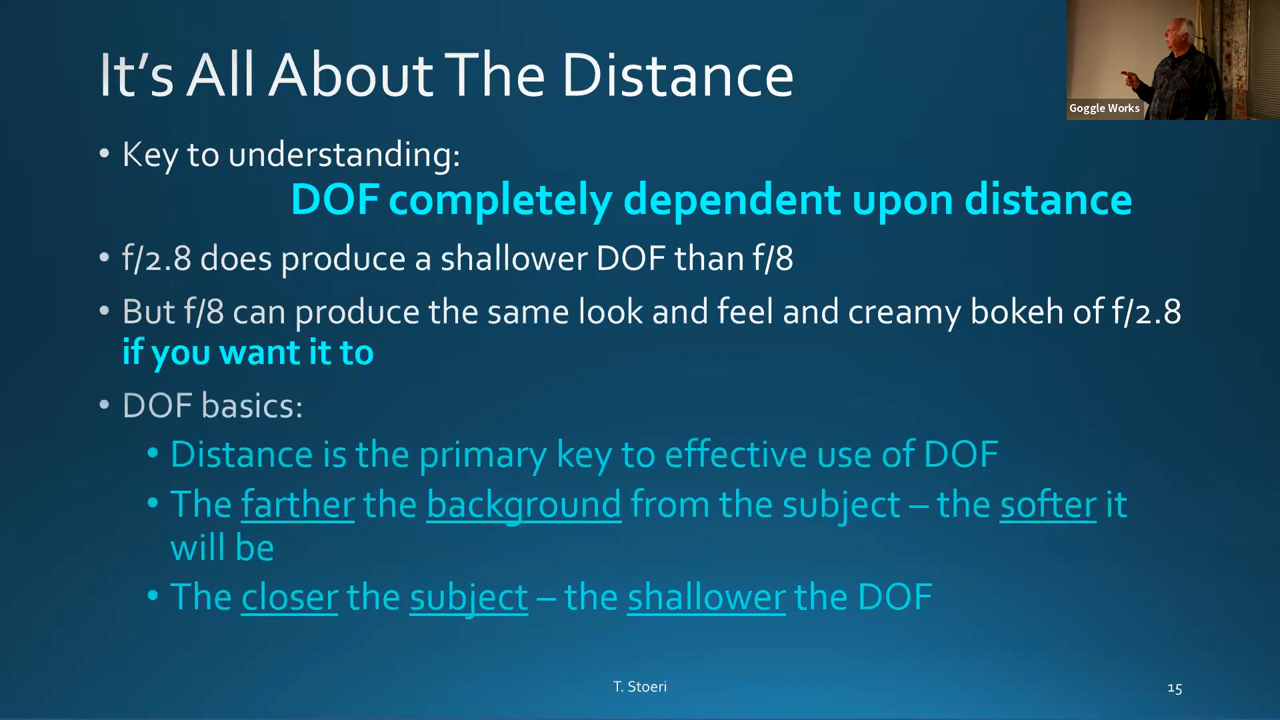 It's All About The Distance
Goggle Works
• Key to understanding:
DOF completely dependent upon distance
• f/2.8 does produce a shallower DOF than f/8
• But f/8 can produce the same look and feel and creamy bokeh of f/2.8
if you want it to
• DOF basics:
• Distance is the primary key to effective use of DOF
• The farther the background from the subject – the softer it
will be
• The closer the subject – the shallower the DOF
T. Stoeri
15